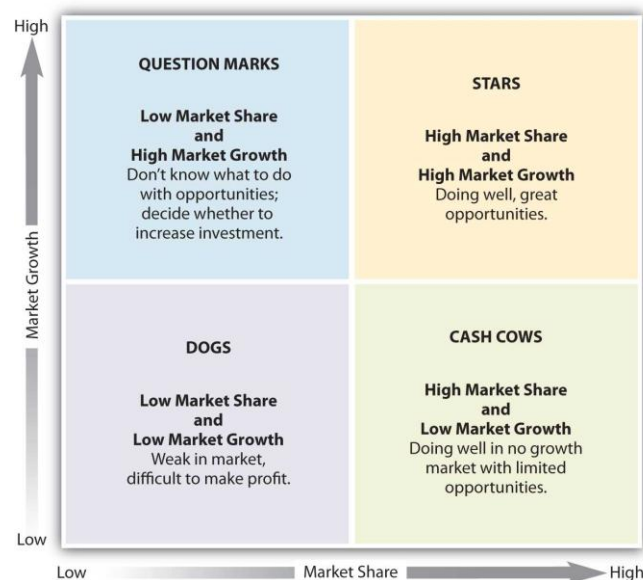 High
QUESTION MARKS
Low Market Share
and
High Market Growth
Don't know what to do
with opportunities;
decide whether to
increase investment.
STARS
High Market Share
and
High Market Growth
Doing well, great
opportunities.
Market Growth
DOGS
Low Market Share
and
Low Market Growth
Weak in market,
difficult to make profit.
CASH COWS
High Market Share
and
Low Market Growth
Doing well in no growth
market with limited
opportunities.
Low
Low
Market Share
High